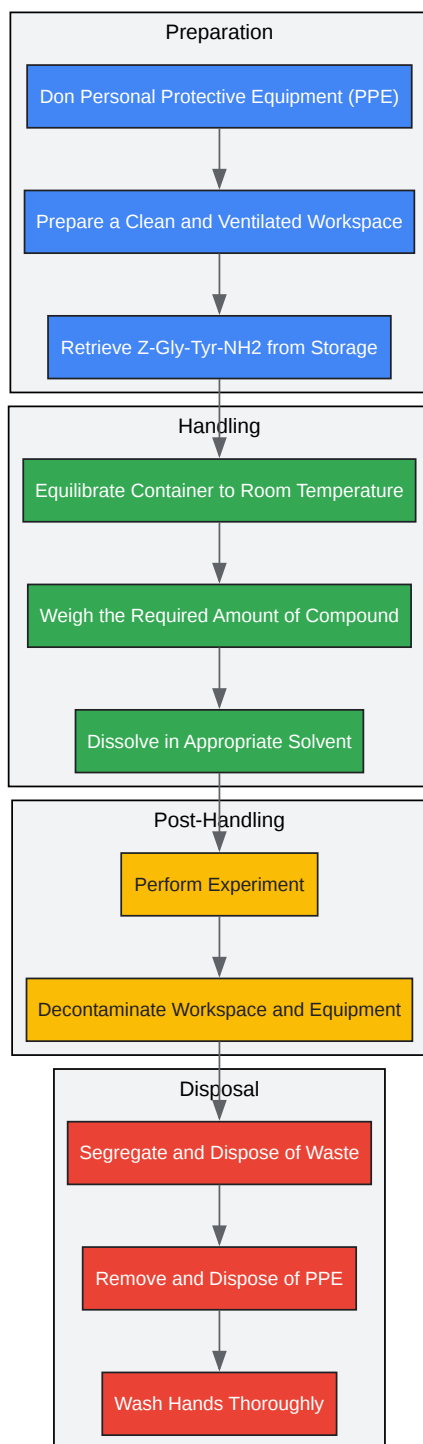 Preparation
Don Personal Protective Equipment (PPE)
Prepare a Clean and Ventilated Workspace
Retrieve Z-Gly-Tyr-NH2 from Storage
Handling
Equilibrate Container to Room Temperature
Weigh the Required Amount of Compound
Dissolve in Appropriate Solvent
Post-Handling
Perform Experiment
Decontaminate Workspace and Equipment
Disposal
Segregate and Dispose of Waste
Remove and Dispose of PPE
Wash Hands Thoroughly